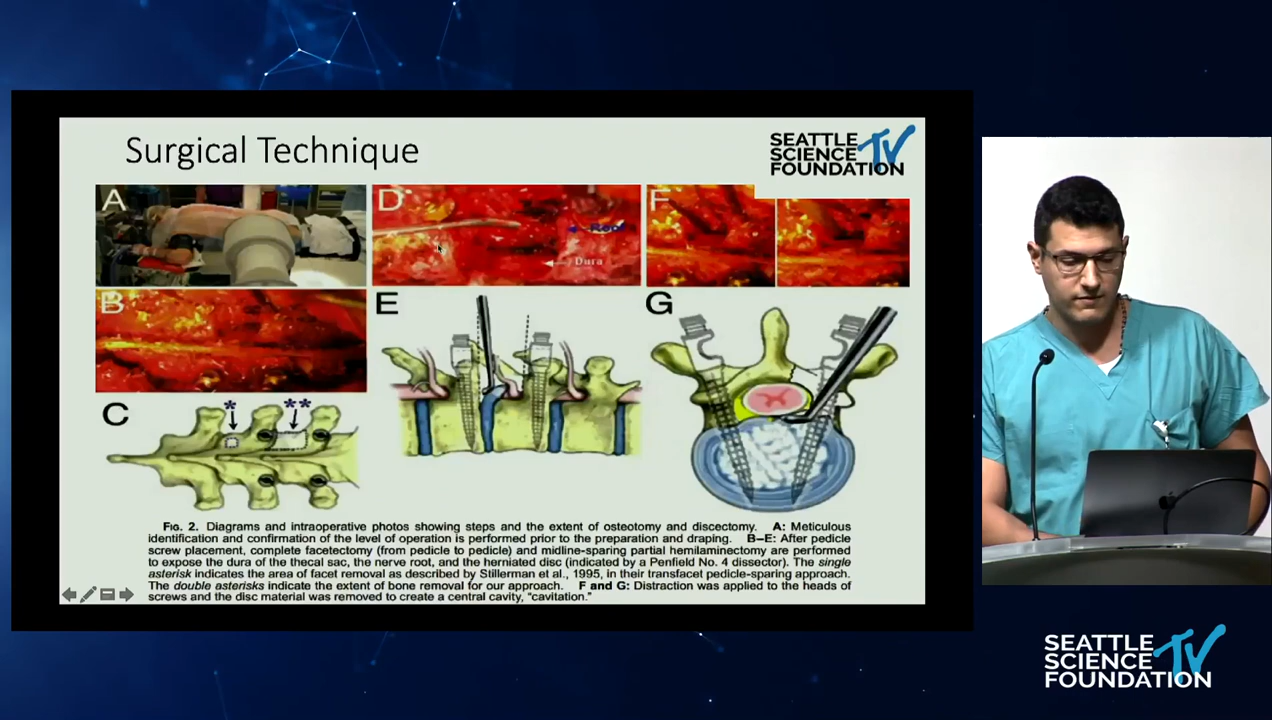 Surgical Technique
SEATTLE
SCIENCE
FOUNDATION
TV
A
D
Root
Dura
F
B
E
G
C
*
**
FIG. 2. Diagrams and intraoperative photos showing steps and the extent of osteotomy and discectomy. A: Meticulous
identification and confirmation of the level of operation is performed prior to the preparation and draping. B–E: After pedicle
screw placement, complete facetectomy (from pedicle to pedicle) and midline-sparing partial hemilaminectomy are performed
to expose the dura of the thecal sac, the nerve root, and the herniated disc (indicated by a Penfield No. 4 dissector). The single
asterisk indicates the area of facet removal as described by Stillerman et al., 1995, in their transfacet pedicle-sparing approach.
The double asterisks indicate the extent of bone removal for our approach. F and G: Distraction was applied to the heads of
screws and the disc material was removed to create a central cavity, “cavitation.”
SEATTLE
SCIENCE
FOUNDATION
TV